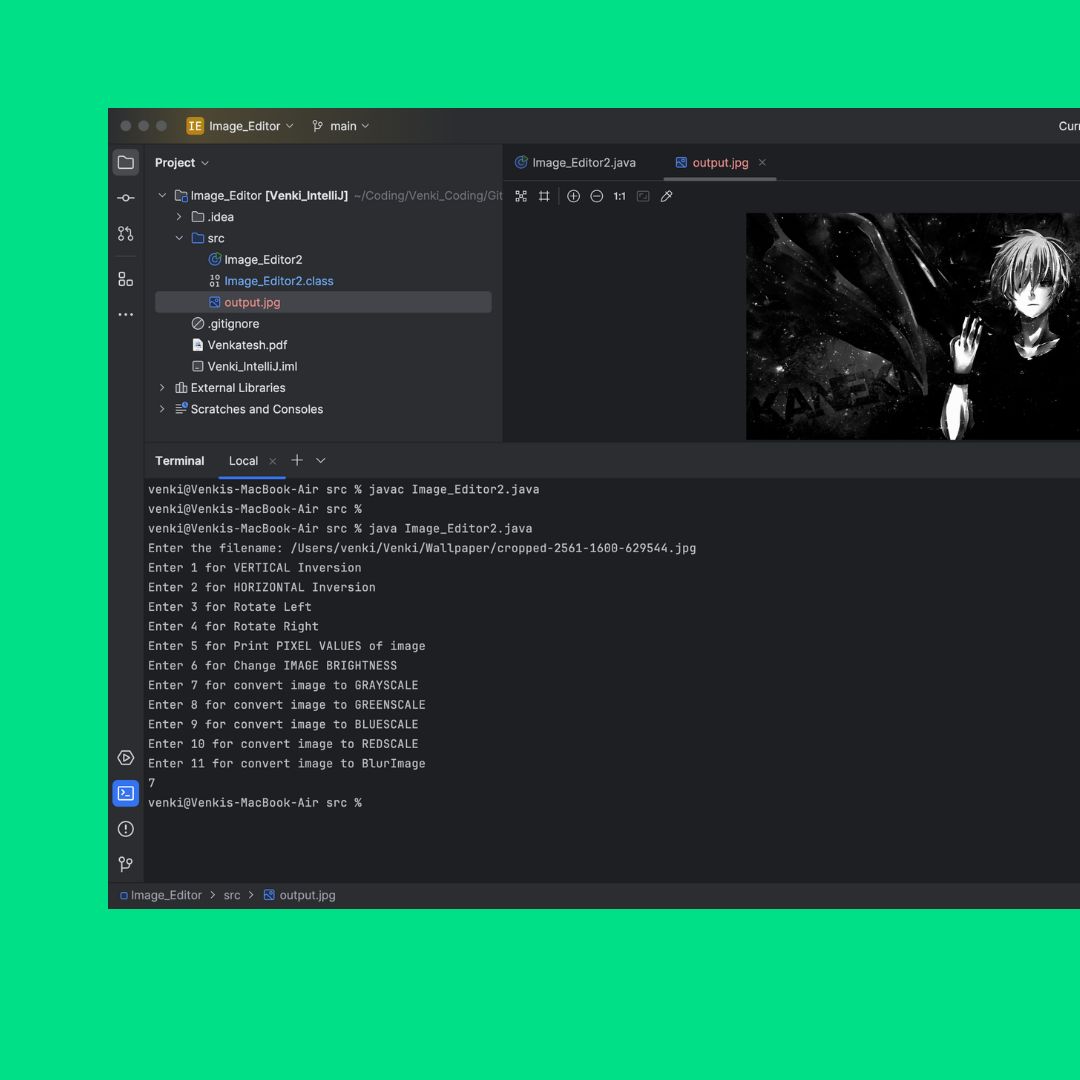 IE Image_Editor main
Curr
Project
Image_Editor2.java
output.jpg
1:1
Image_Editor [Venki_IntelliJ] ~/Coding/Venki_Coding/Git
.idea
src
Image_Editor2
Image_Editor2.class
output.jpg
.gitignore
Venkatesh.pdf
Venki_IntelliJ.iml
External Libraries
Scratches and Consoles
KANEKI
Terminal Local
venki@Venkis-MacBook-Air src % javac Image_Editor2.java
venki@Venkis-MacBook-Air src %
venki@Venkis-MacBook-Air src % java Image_Editor2.java
Enter the filename: /Users/venki/Venki/Wallpaper/cropped-2561-1600-629544.jpg
Enter 1 for VERTICAL Inversion
Enter 2 for HORIZONTAL Inversion
Enter 3 for Rotate Left
Enter 4 for Rotate Right
Enter 5 for Print PIXEL VALUES of image
Enter 6 for Change IMAGE BRIGHTNESS
Enter 7 for convert image to GRAYSCALE
Enter 8 for convert image to GREENSCALE
Enter 9 for convert image to BLUESCALE
Enter 10 for convert image to REDSCALE
Enter 11 for convert image to BlurImage
7
venki@Venkis-MacBook-Air src %
Image_Editor > src > output.jpg